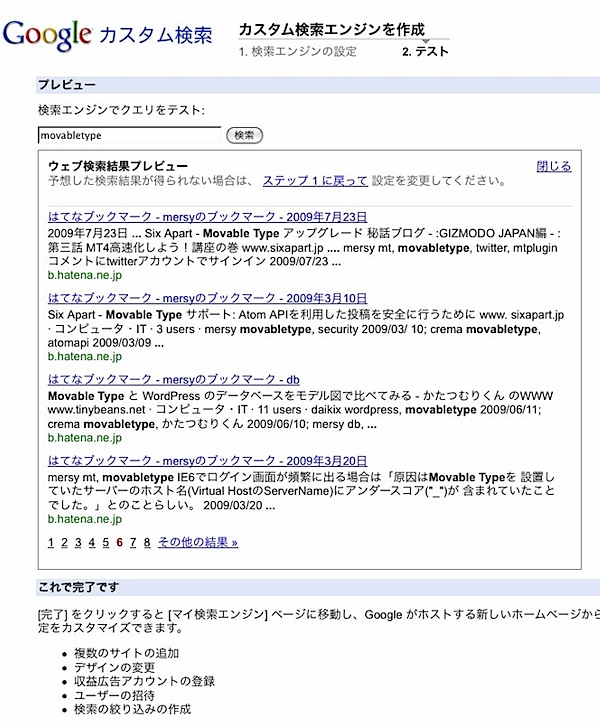 Google カスタム検索
カスタム検索エンジンを作成
1. 検索エンジンの設定 2. テスト
プレビュー
検索エンジンでクエリをテスト:
movabletype 検索
ウェブ検索結果プレビュー 閉じる
予想した検索結果が得られない場合は、 ステップ 1 に戻って 設定を変更してください。
はてなブックマーク - mersyのブックマーク - 2009年7月23日
2009年7月23日 ... Six Apart - Movable Type アップグレード 秘話ブログ - :GIZMODO JAPAN編 - :
第三話 MT4高速化しよう！講座の巻 www.sixapart.jp .... mersy mt, movabletype, twitter, mtplugin
コメントにtwitterアカウントでサインイン 2009/07/23 ...
b.hatena.ne.jp
はてなブックマーク - mersyのブックマーク - 2009年3月10日
Six Apart - Movable Type サポート: Atom APIを利用した投稿を安全に行うために www. sixapart.jp
· コンピュータ・IT · 3 users · mersy movabletype, security 2009/03/ 10; crema movabletype,
atomapi 2009/03/09 ...
b.hatena.ne.jp
はてなブックマーク - mersyのブックマーク - db
Movable Type と WordPress のデータベースをモデル図で比べてみる - かたつむりくん のWWW
www.tinybeans.net · コンピュータ・IT · 11 users · daikix wordpress, movabletype 2009/06/11;
crema movabletype, かたつむりくん 2009/06/10; mersy db, ...
b.hatena.ne.jp
はてなブックマーク - mersyのブックマーク - 2009年3月20日
mersy mt, movabletype IE6でログイン画面が頻繁に出る場合は「原因はMovable Typeを 設置し
ていたサーバーのホスト名(Virtual HostのServerName)にアンダースコア("_")が 含まれていたこと
でした。」とのことらしい。 2009/03/20 ...
b.hatena.ne.jp
1 2 3 4 5 6 7 8 その他の結果 »
これで完了です
[完了] をクリックすると [マイ検索エンジン] ページに移動し、Google がホストする新しいホームページから
定をカスタマイズできます。
• 複数のサイトの追加
• デザインの変更
• 収益広告アカウントの登録
• ユーザーの招待
• 検索の絞り込みの作成